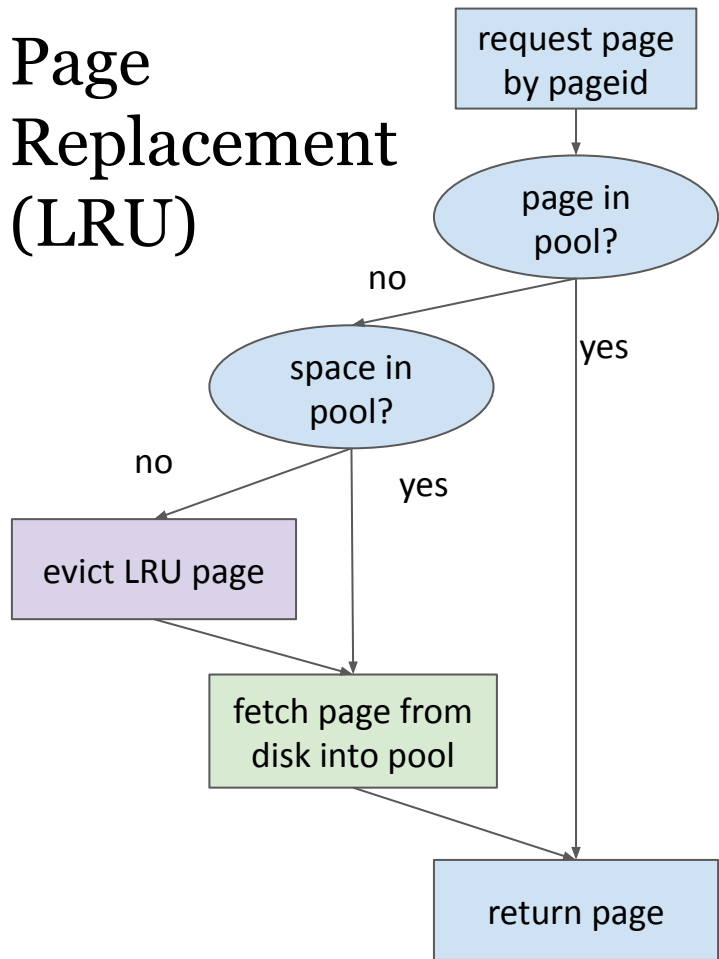 Page
Replacement
(LRU)
request page
by pageid
page in
pool?
no
yes
space in
pool?
no
yes
evict LRU page
fetch page from
disk into pool
return page